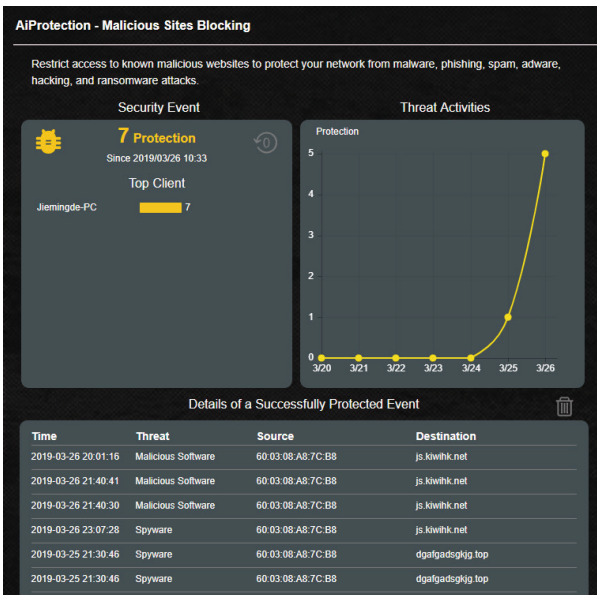 AiProtection - Malicious Sites Blocking
Restrict access to known malicious websites to protect your network from malware, phishing, spam, adware,
hacking, and ransomware attacks.
Security Event
7 Protection
0
Since 2019/03/26 10:33
Top Client
Jiemingde-PC 7
Threat Activities
Protection
5
4
3
2
1
0
3/20 3/21 3/22 3/23 3/24 3/25 3/26
Details of a Successfully Protected Event
Time Threat Source Destination
2019-03-26 20:01:16 Malicious Software 60:03:08:A8:7C:B8 js.kiwihk.net
2019-03-26 21:40:41 Malicious Software 60:03:08:A8:7C:B8 js.kiwihk.net
2019-03-26 21:40:30 Malicious Software 60:03:08:A8:7C:B8 js.kiwihk.net
2019-03-26 23:07:28 Spyware 60:03:08:A8:7C:B8 js.kiwihk.net
2019-03-25 21:30:46 Spyware 60:03:08:A8:7C:B8 dgafgadsgkjg.top
2019-03-25 21:30:46 Spyware 60:03:08:A8:7C:B8 dgafgadsgkjg.top